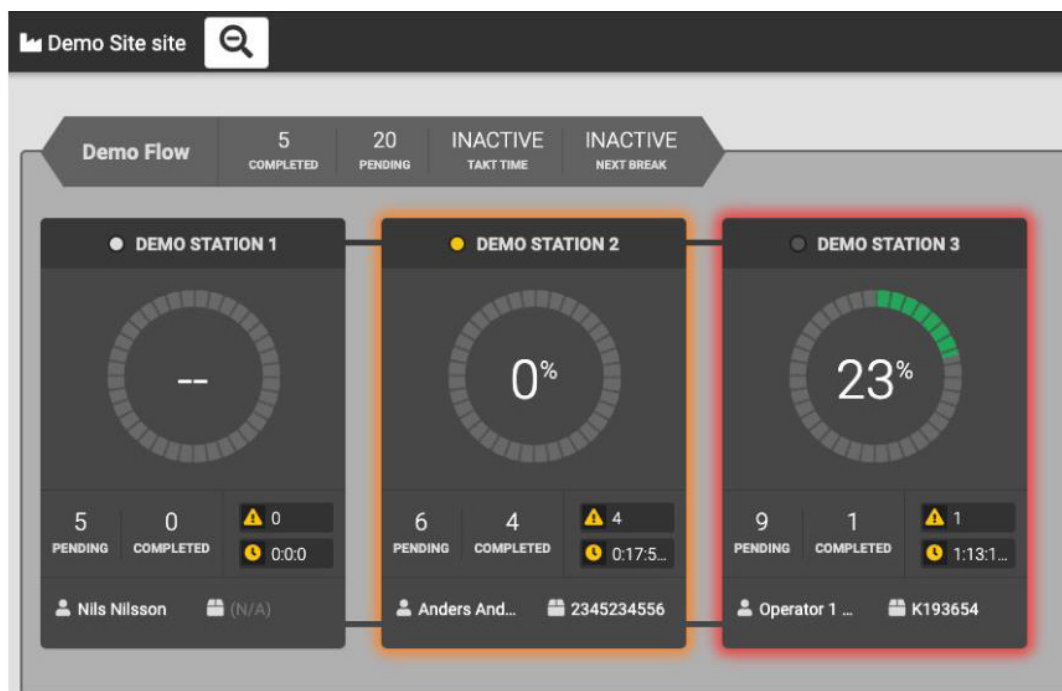 Demo Site site
Demo Flow
5 COMPLETED
20 PENDING
INACTIVE TAKT TIME
INACTIVE NEXT BREAK
DEMO STATION 1
--
5 PENDING
0 COMPLETED
0
0:0:0
Nils Nilsson
(N/A)
DEMO STATION 2
0%
6 PENDING
4 COMPLETED
4
0:17:5...
Anders And...
2345234556
DEMO STATION 3
23%
9 PENDING
1 COMPLETED
1
1:13:1...
Operator 1 ...
K193654